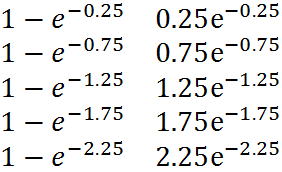 1 − e^{−0.25} 0.25e^{−0.25}
1 − e^{−0.75} 0.75e^{−0.75}
1 − e^{−1.25} 1.25e^{−1.25}
1 − e^{−1.75} 1.75e^{−1.75}
1 − e^{−2.25} 2.25e^{−2.25}